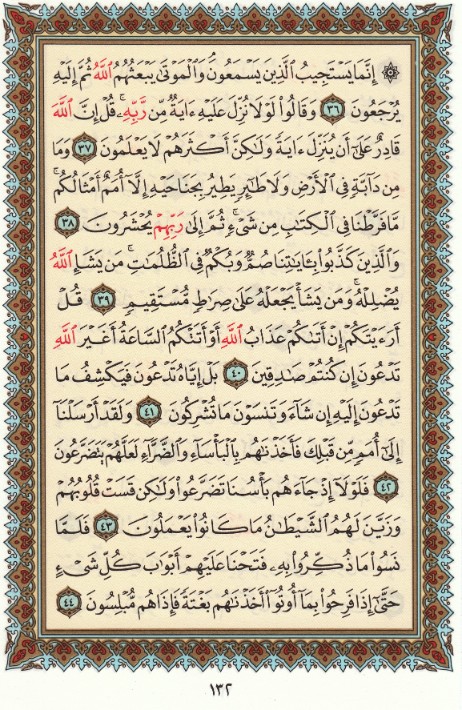 ۞ إِنَّمَا يَسْتَجِيبُ ٱلَّذِينَ يَسْمَعُونَ وَٱلْمَوْتَىٰ يَبْعَثُهُمُ ٱللَّهُ ثُمَّ إِلَيْهِ
يُرْجَعُونَ ٣٦ وَقَالُوا۟ لَوْلَا نُزِّلَ عَلَيْهِ ءَايَةٌ مِّن رَّبِّهِۦ ۚ قُلْ إِنَّ ٱللَّهَ
قَادِرٌ عَلَىٰٓ أَن يُنَزِّلَ ءَايَةً وَلَٰكِنَّ أَكْثَرَهُمْ لَا يَعْلَمُونَ ٣٧ وَمَا
مِن دَآبَّةٍ فِى ٱلْأَرْضِ وَلَا طَٰٓئِرٍ يَطِيرُ بِجَنَاحَيْهِ إِلَّآ أُمَمٌ أَمْثَالُكُم ۚ
مَّا فَرَّطْنَا فِى ٱلْكِتَٰبِ مِن شَىْءٍ ۚ ثُمَّ إِلَىٰ رَبِّهِمْ يُحْشَرُونَ ٣٨
وَٱلَّذِينَ كَذَّبُوا۟ بِـَٔايَٰتِنَا صُمٌّ وَبُكْمٌ فِى ٱلظُّلُمَٰتِ ۗ مَن يَشَإِ ٱللَّهُ
يُضْلِلْهُ وَمَن يَشَأْ يَجْعَلْهُ عَلَىٰ صِرَٰطٍ مُّسْتَقِيمٍ ٣٩ قُلْ
أَرَءَيْتَكُمْ إِنْ أَتَىٰكُمْ عَذَابُ ٱللَّهِ أَوْ أَتَتْكُمُ ٱلسَّاعَةُ أَغَيْرَ ٱللَّهِ
تَدْعُونَ إِن كُنتُمْ صَٰدِقِينَ ٤٠ بَلْ إِيَّاهُ تَدْعُونَ فَيَكْشِفُ مَا
تَدْعُونَ إِلَيْهِ إِن شَآءَ وَتَنسَوْنَ مَا تُشْرِكُونَ ٤١ وَلَقَدْ أَرْسَلْنَآ
إِلَىٰٓ أُمَمٍ مِّن قَبْلِكَ فَأَخَذْنَٰهُم بِٱلْبَأْسَآءِ وَٱلضَّرَّآءِ لَعَلَّهُمْ يَتَضَرَّعُونَ
٤٢ فَلَوْلَآ إِذْ جَآءَهُم بَأْسُنَا تَضَرَّعُوا۟ وَلَٰكِن قَسَتْ قُلُوبُهُمْ
وَزَيَّنَ لَهُمُ ٱلشَّيْطَٰنُ مَا كَانُوا۟ يَعْمَلُونَ ٤٣ فَلَمَّا
نَسُوا۟ مَا ذُكِّرُوا۟ بِهِۦ فَتَحْنَا عَلَيْهِمْ أَبْوَٰبَ كُلِّ شَىْءٍ
حَتَّىٰٓ إِذَا فَرِحُوا۟ بِمَآ أُوتُوٓا۟ أَخَذْنَٰهُم بَغْتَةً فَإِذَا هُم مُّبْلِسُونَ ٤٤
١٣٢